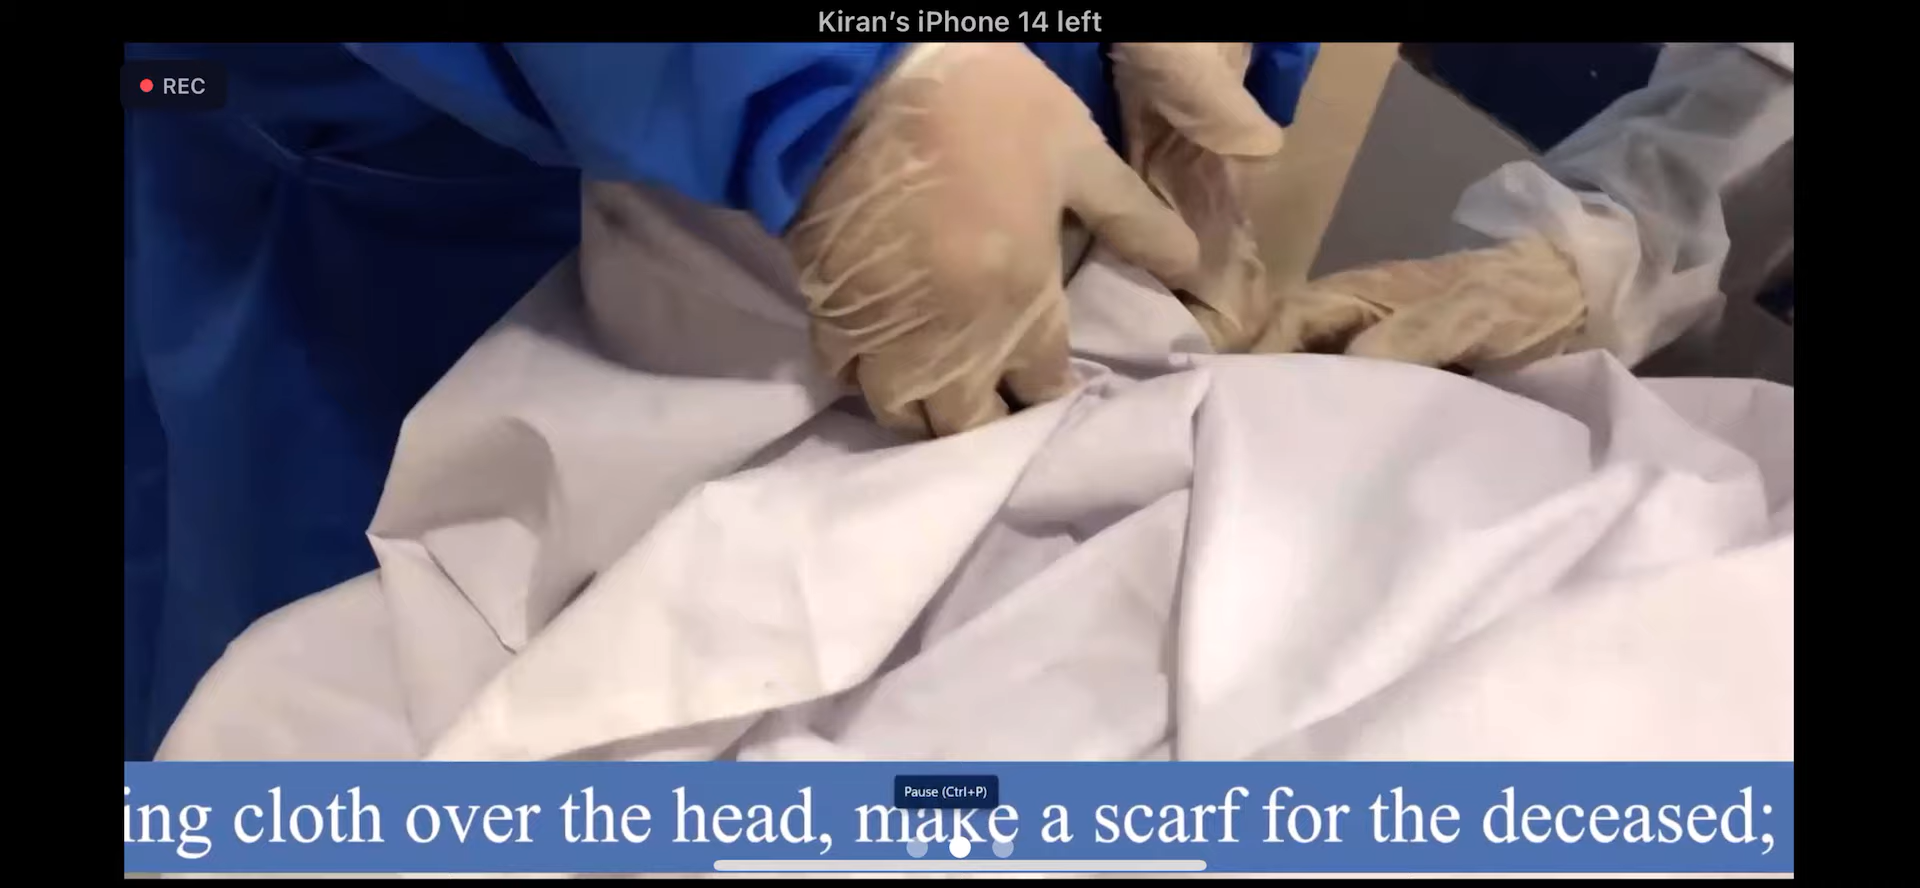 Kiran’s iPhone 14 left
REC
Pause (Ctrl+P)
ing cloth over the head, make a scarf for the deceased;